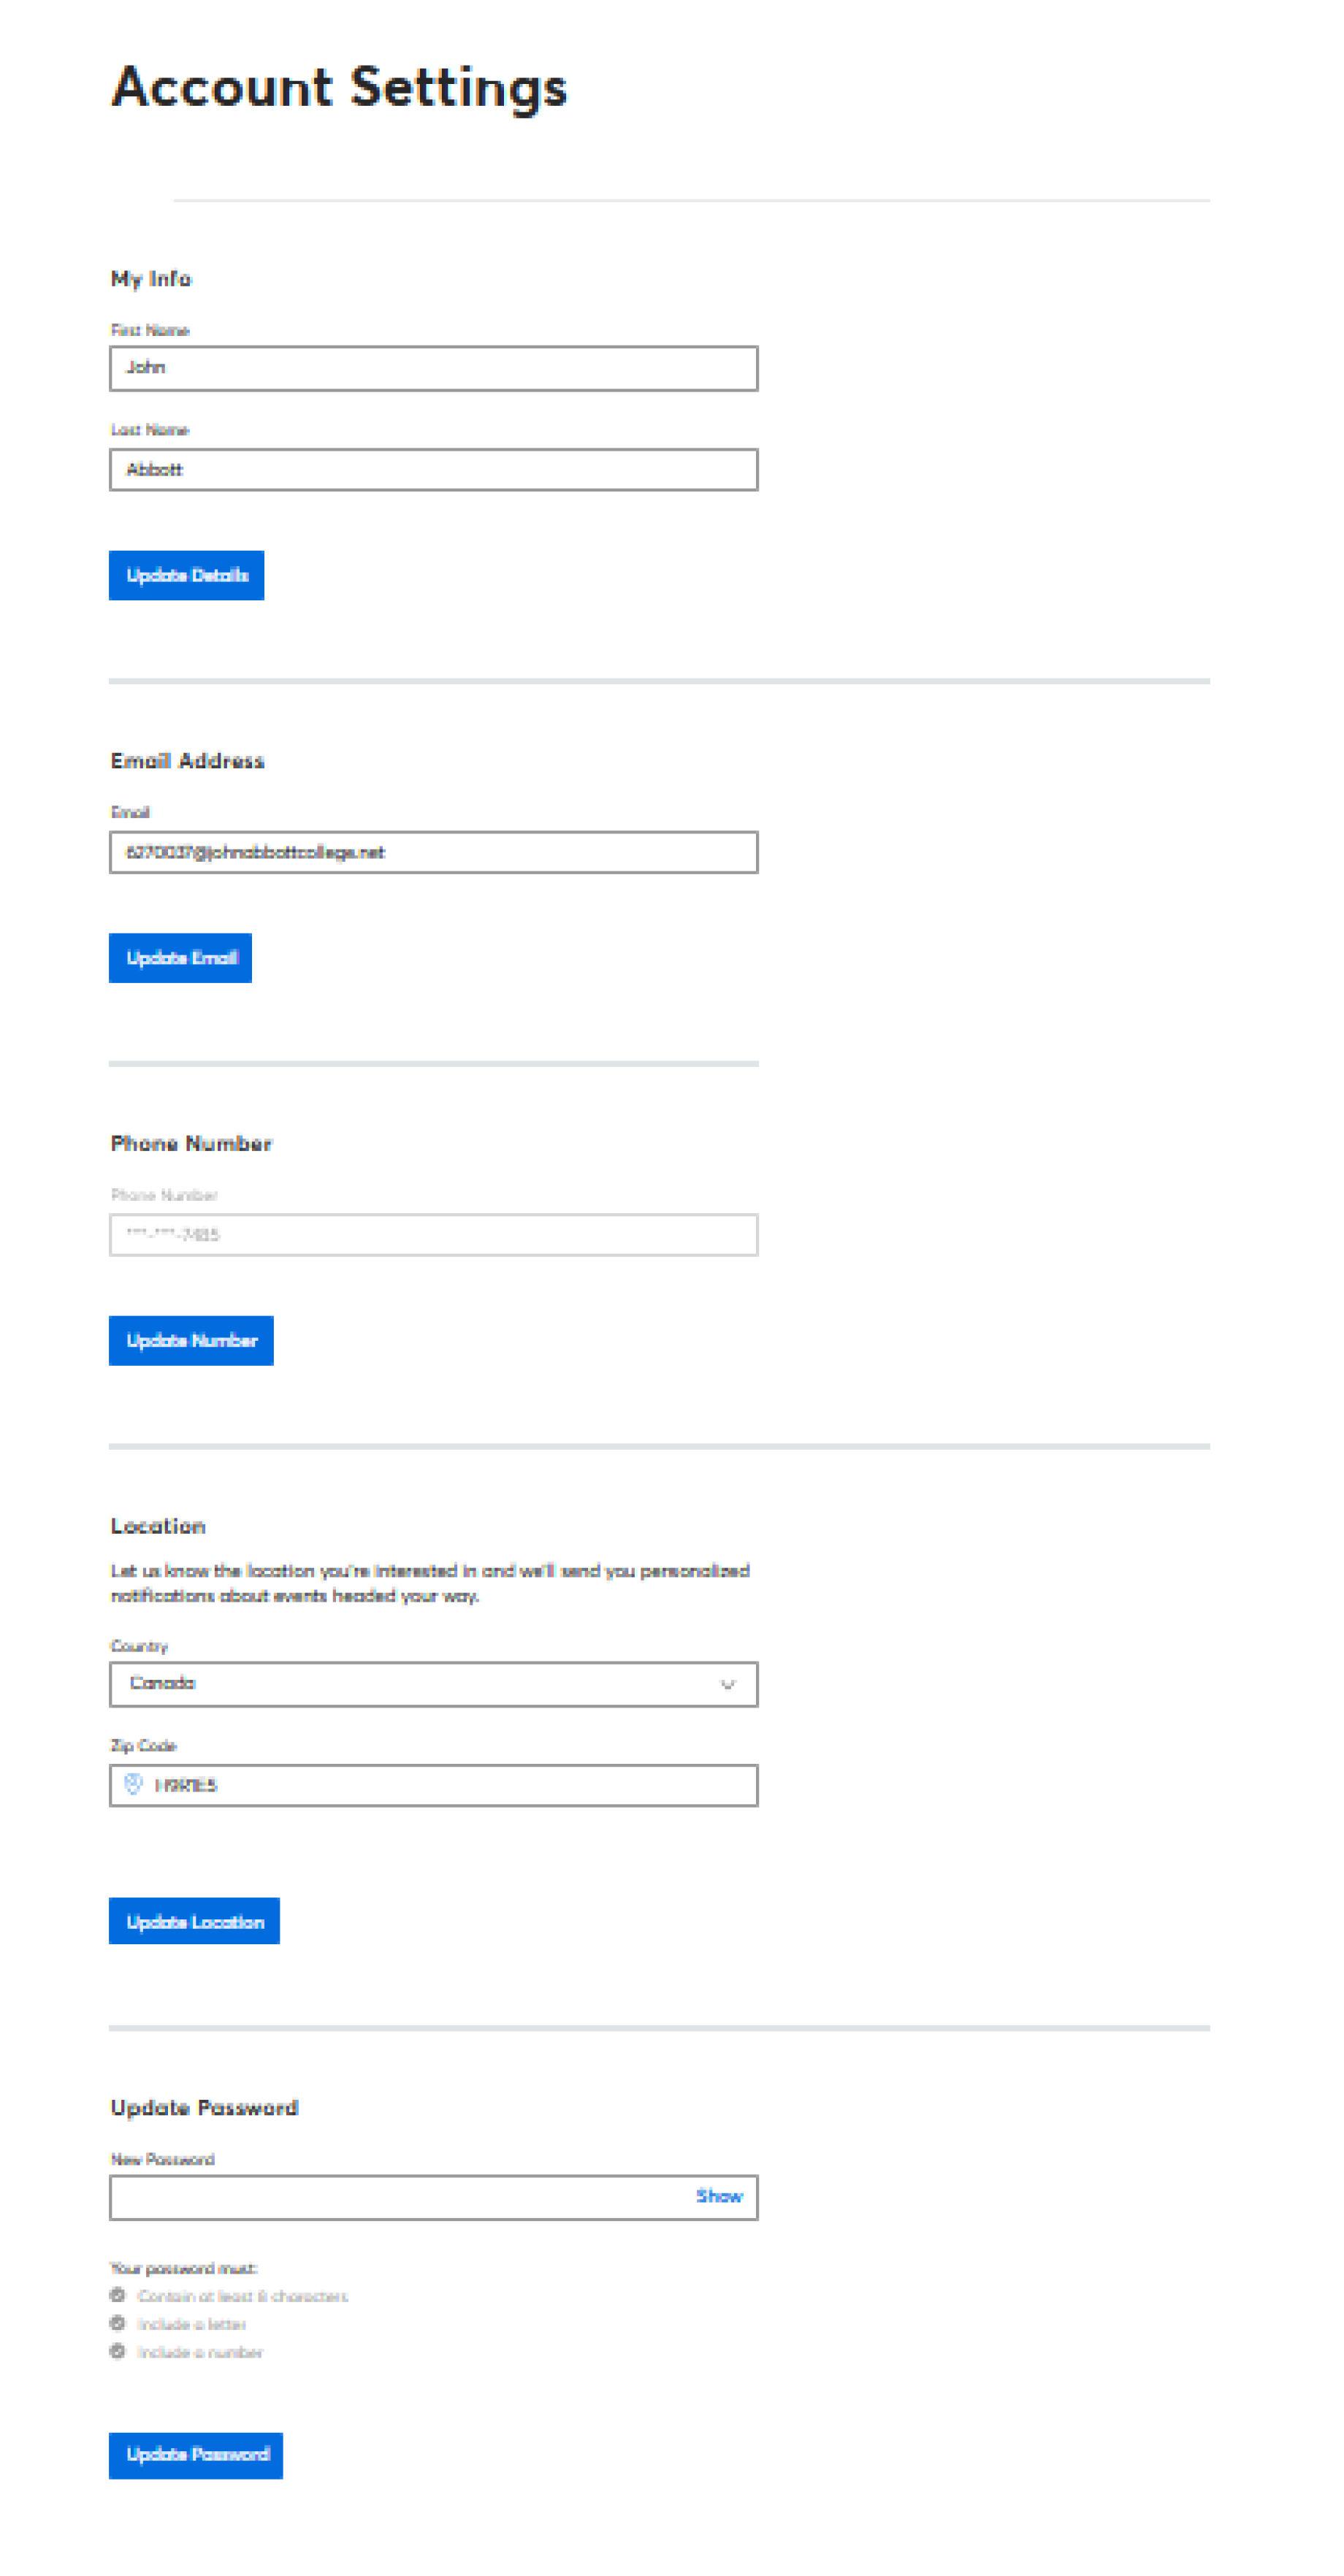 Account Settings
My Info
First Name
John
Last Name
Abbott
Update Details
Email Address
Email
6270037@johnabbottcollege.net
Update Email
Phone Number
Phone Number
Update Number
Location
Let us know the location you're interested in and we'll send you personalized
notifications about events headed your way.
Country
Canada
Zip Code
H9R1E5
Update Location
Update Password
New Password
Show
Your password must:
Contain at least 8 characters
Include a letter
Include a number
Update Password